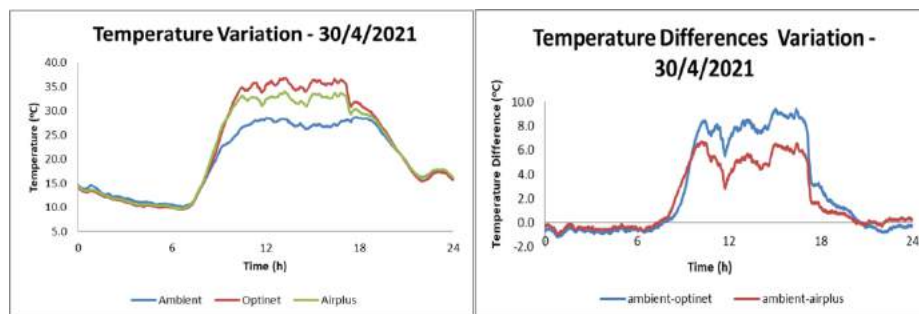 Temperature Variation - 30/4/2021
40.0
35.0
30.0
25.0
20.0
15.0
10.0
5.0
Temperature (°C)
0
6
12
18
24
Time (h)
Ambient
Optinet
Airplus
Temperature Differences Variation -
30/4/2021
10.0
8.0
6.0
4.0
2.0
0.0
-2.0
Temperature Difference (°C)
0
6
12
18
24
Time (h)
ambient-optinet
ambient-airplus